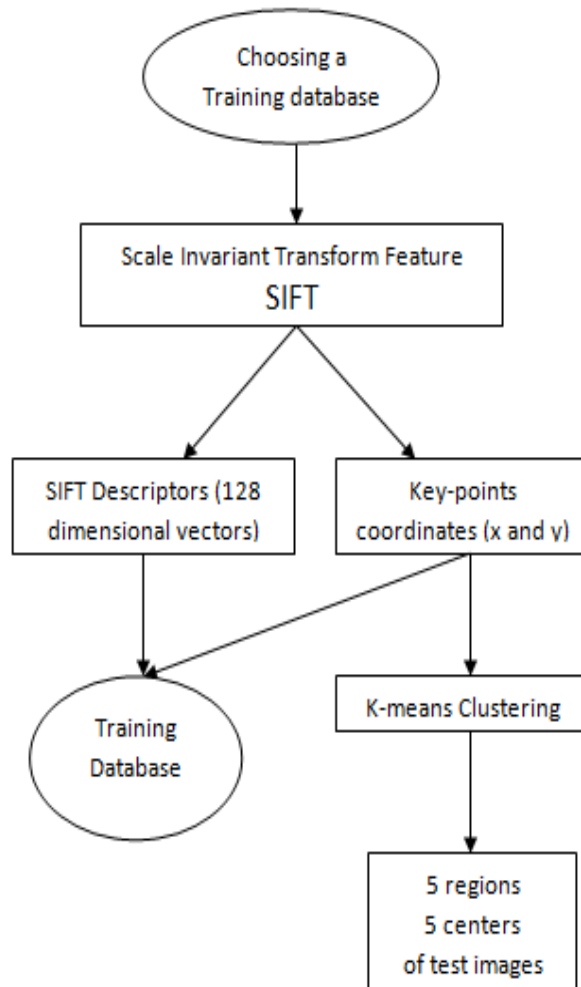 Choosing a
Training database
Scale Invariant Transform Feature
SIFT
SIFT Descriptors (128
dimensional vectors)
Key-points
coordinates (x and y)
Training
Database
K-means Clustering
5 regions
5 centers
of test images